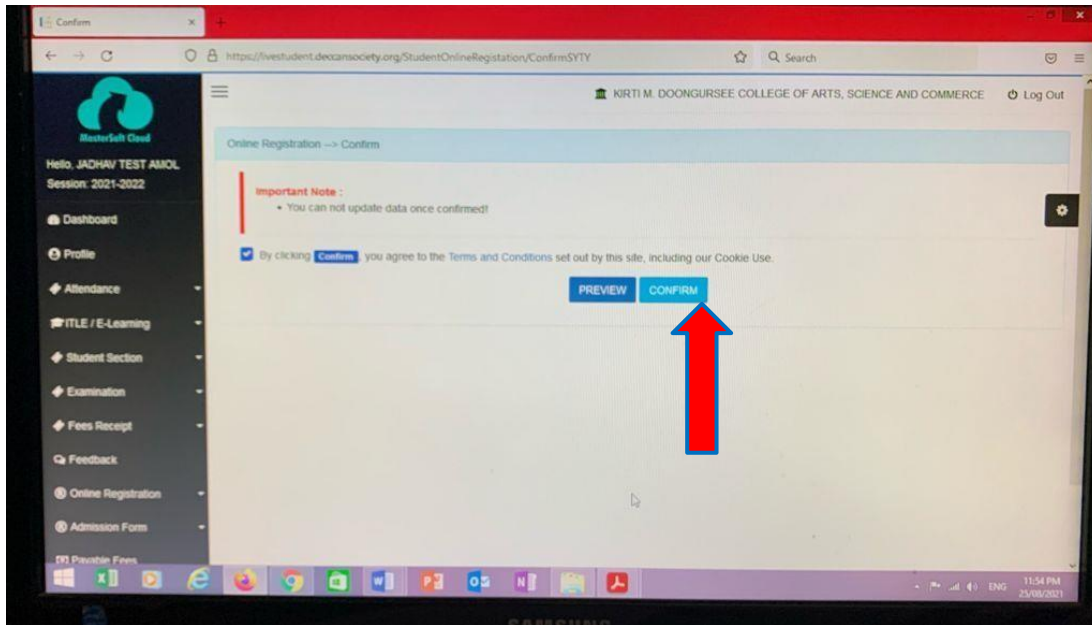 Confirm
https://livestudent.deccansociety.org/StudentOnlineRegistation/ConfirmSYTY
Search
KIRTI M. DOONGURSEE COLLEGE OF ARTS, SCIENCE AND COMMERCE
Log Out
MasterSoft Cloud
Hello, JADHAV TEST AMOL
Session: 2021-2022
Dashboard
Profile
Attendance
ITLE / E-Learning
Student Section
Examination
Fees Receipt
Feedback
Online Registration
Admission Form
Payable Fees
Online Registration --> Confirm
Important Note :
• You can not update data once confirmed!
By clicking Confirm, you agree to the Terms and Conditions set out by this site, including our Cookie Use.
PREVIEW CONFIRM
ENG
11:54 PM
25/08/2021
SAMSUNG